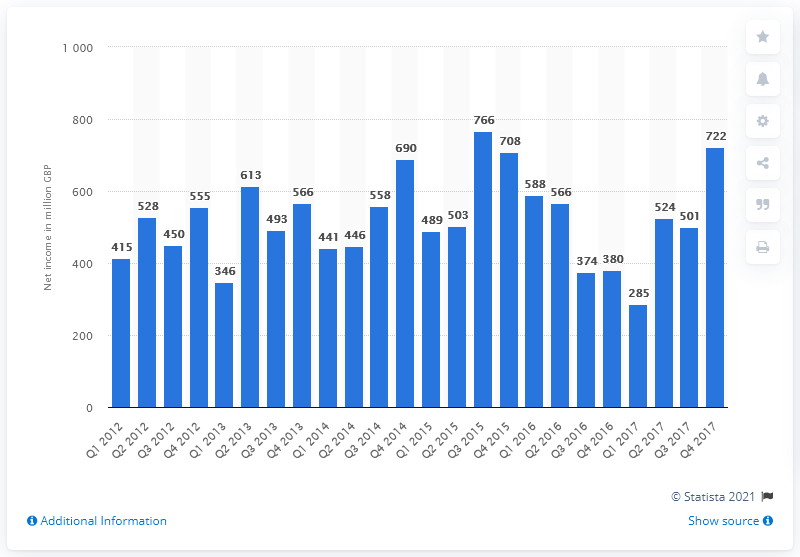 1 000
800
600
400
200
0
Net income in million GBP
415
528
450
555
346
613
493
566
441
446
558
690
489
503
766
708
588
566
374
380
285
524
501
722
Q1 2012
Q2 2012
Q3 2012
Q4 2012
Q1 2013
Q2 2013
Q3 2013
Q4 2013
Q1 2014
Q2 2014
Q3 2014
Q4 2014
Q1 2015
Q2 2015
Q3 2015
Q4 2015
Q1 2016
Q2 2016
Q3 2016
Q4 2016
Q1 2017
Q2 2017
Q3 2017
Q4 2017
© Statista 2021
Additional Information
Show source